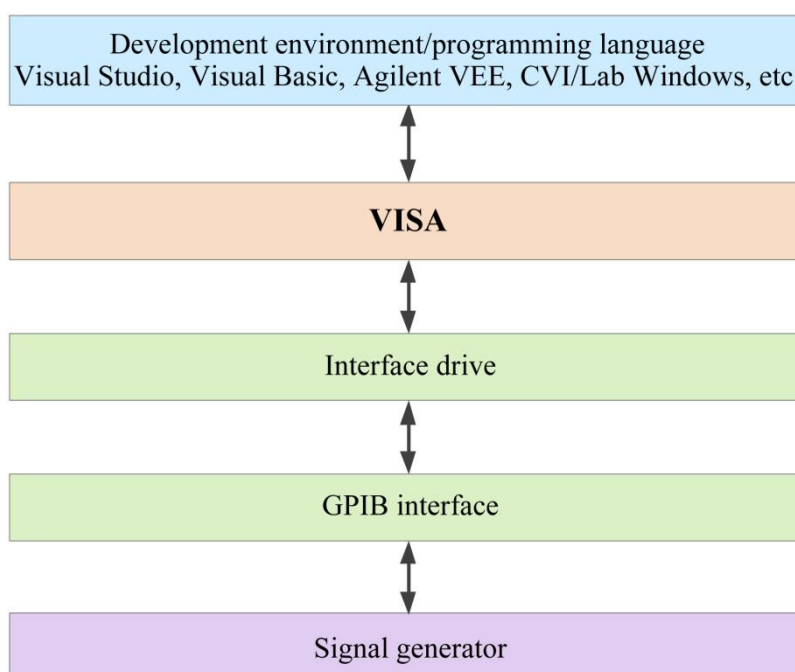 Development environment/programming language
Visual Studio, Visual Basic, Agilent VEE, CVI/Lab Windows, etc
VISA
Interface drive
GPIB interface
Signal generator